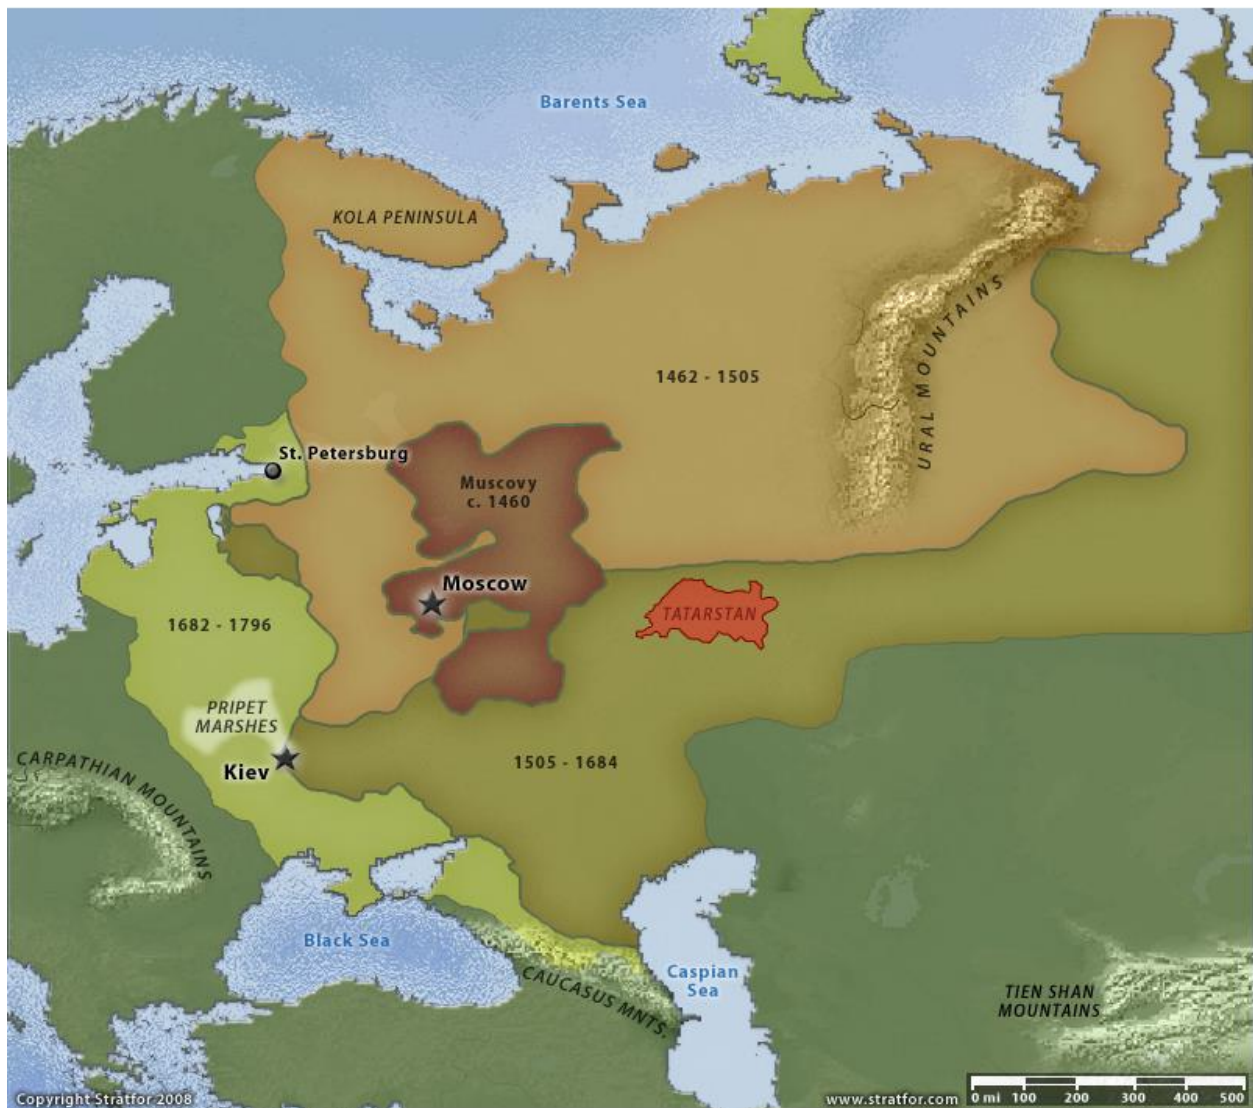 Barents Sea
KOLA PENINSULA
URAL MOUNTAINS
1462 - 1505
St. Petersburg
Muscovy
c. 1460
Moscow
TATARSTAN
1682 - 1796
PRIPET
MARSHES
Kiev
1505 - 1684
CARPATHIAN MOUNTAINS
Black Sea
CAUCASUS MNTS.
Caspian
Sea
TIEN SHAN
MOUNTAINS
Copyright Stratfor 2008
www.stratfor.com
0 mi 100 200 300 400 500